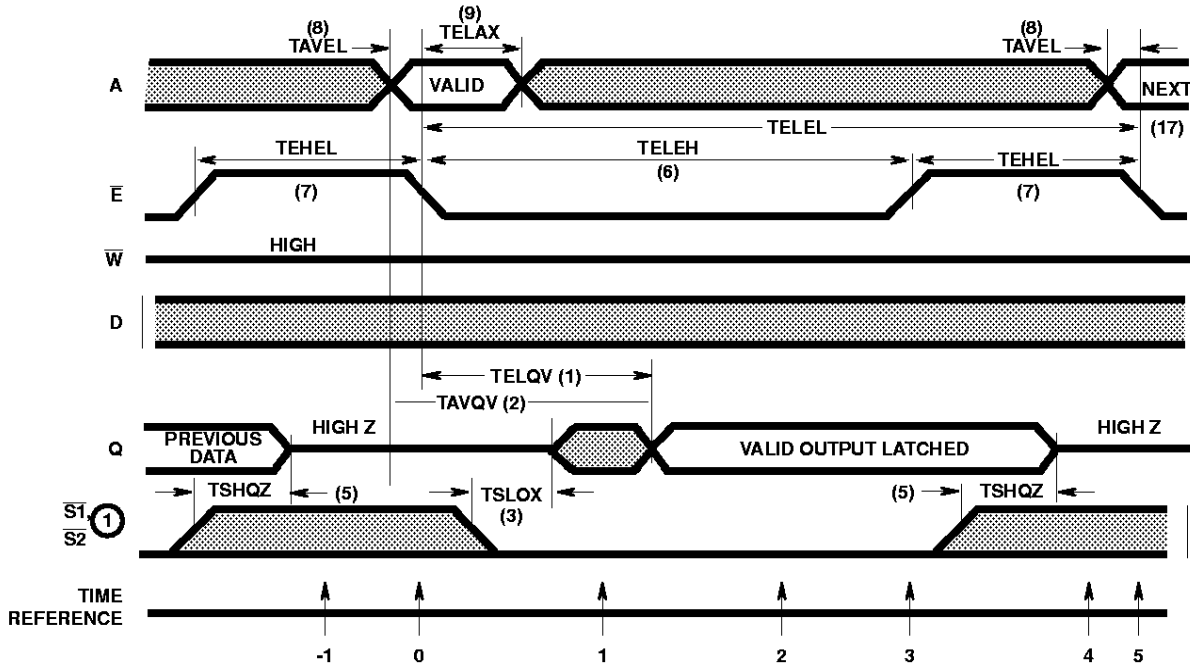 (8) (9) (8)
TAVEL TELAX TAVEL
A VALID NEXT
TELEL (17)
TEHEL TELEH TEHEL
E (7) (6) (7)
W HIGH
D
TELQV (1)
TAVQV (2)
Q PREVIOUS DATA HIGH Z VALID OUTPUT LATCHED HIGH Z
TSHQZ (5) TSLOX (3) (5) TSHQZ
S1, 1
S2
TIME
REFERENCE
-1 0 1 2 3 4 5